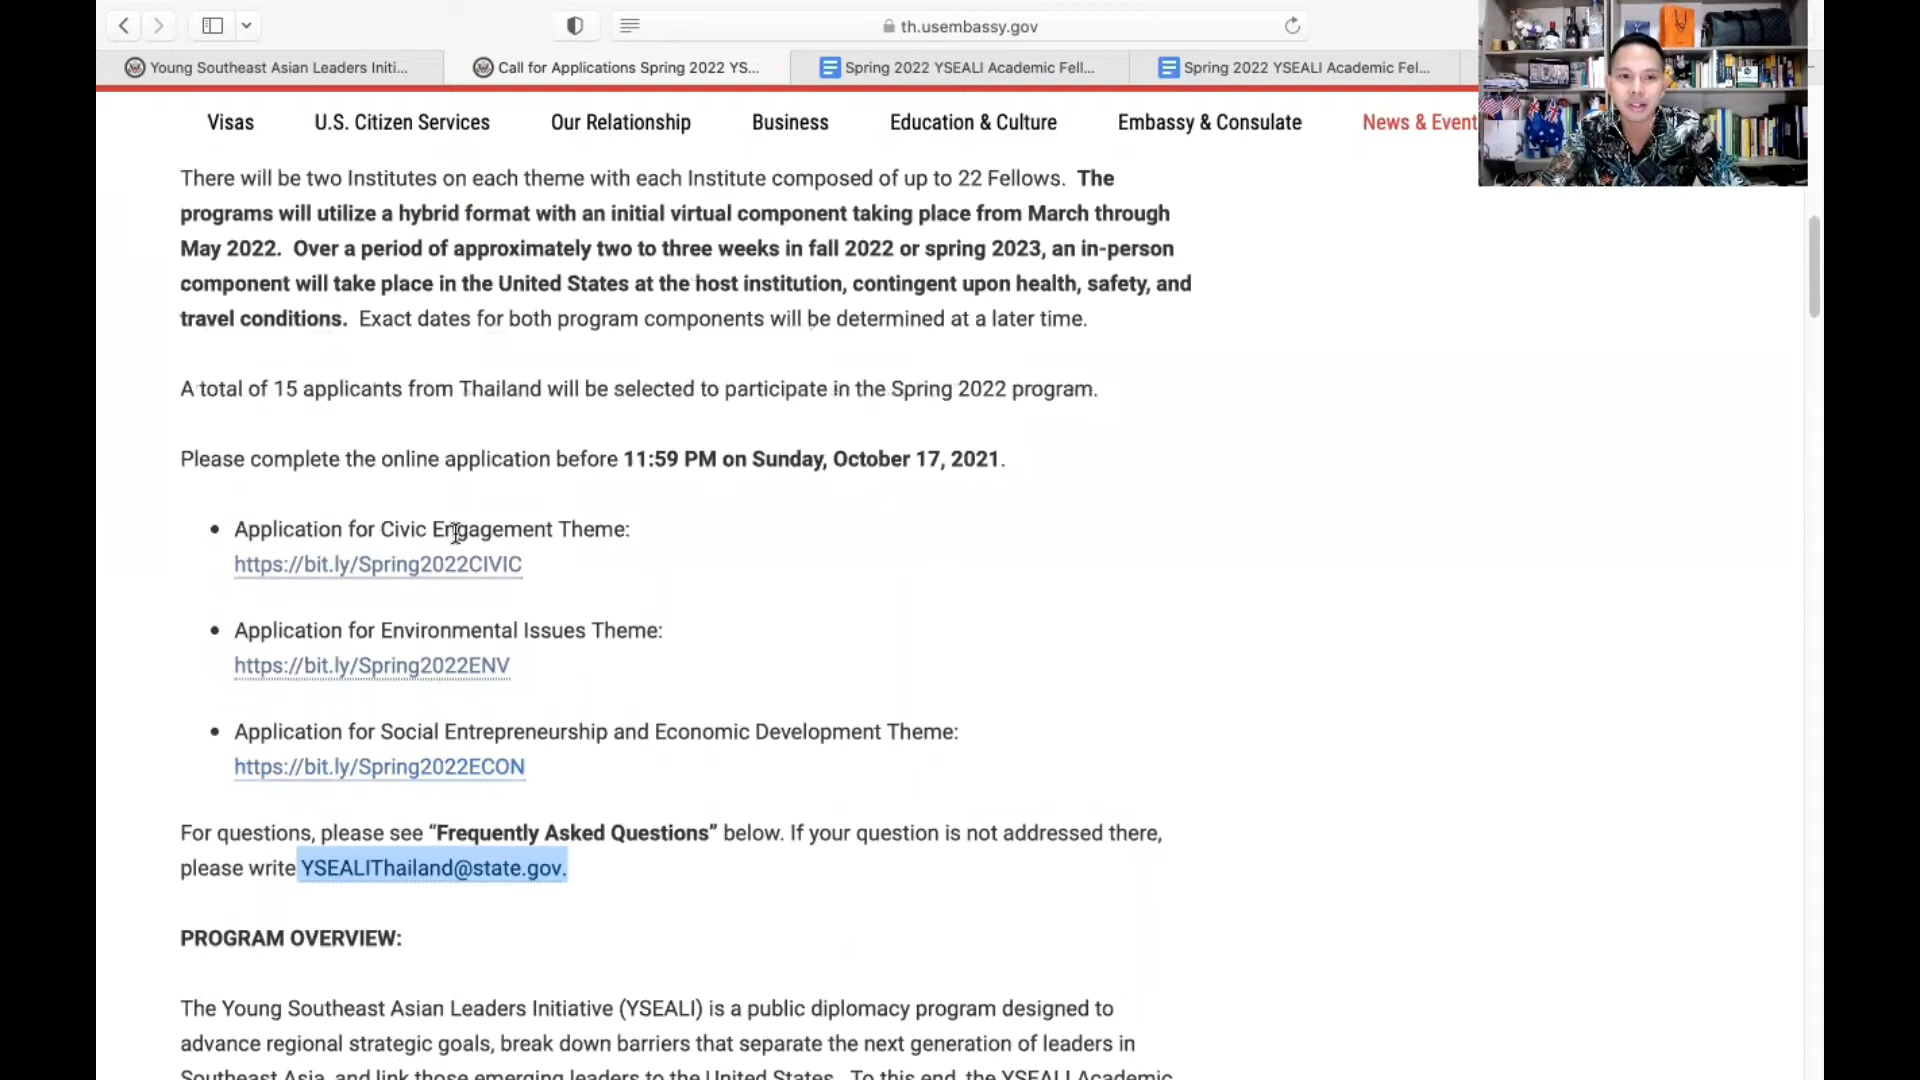 th.usembassy.gov
Young Southeast Asian Leaders Initi...
Call for Applications Spring 2022 YS...
Spring 2022 YSEALI Academic Fell...
Spring 2022 YSEALI Academic Fel...
Visas
U.S. Citizen Services
Our Relationship
Business
Education & Culture
Embassy & Consulate
News & Event
There will be two Institutes on each theme with each Institute composed of up to 22 Fellows. The
programs will utilize a hybrid format with an initial virtual component taking place from March through
May 2022. Over a period of approximately two to three weeks in fall 2022 or spring 2023, an in-person
component will take place in the United States at the host institution, contingent upon health, safety, and
travel conditions. Exact dates for both program components will be determined at a later time.
A total of 15 applicants from Thailand will be selected to participate in the Spring 2022 program.
Please complete the online application before 11:59 PM on Sunday, October 17, 2021.
Application for Civic Engagement Theme:
https://bit.ly/Spring2022CIVIC
Application for Environmental Issues Theme:
https://bit.ly/Spring2022ENV
Application for Social Entrepreneurship and Economic Development Theme:
https://bit.ly/Spring2022ECON
For questions, please see “Frequently Asked Questions” below. If your question is not addressed there,
please write YSEALIThailand@state.gov.
PROGRAM OVERVIEW:
The Young Southeast Asian Leaders Initiative (YSEALI) is a public diplomacy program designed to
advance regional strategic goals, break down barriers that separate the next generation of leaders in
Southeast Asia, and link those emerging leaders to the United States. To this end, the YSEALI Academic